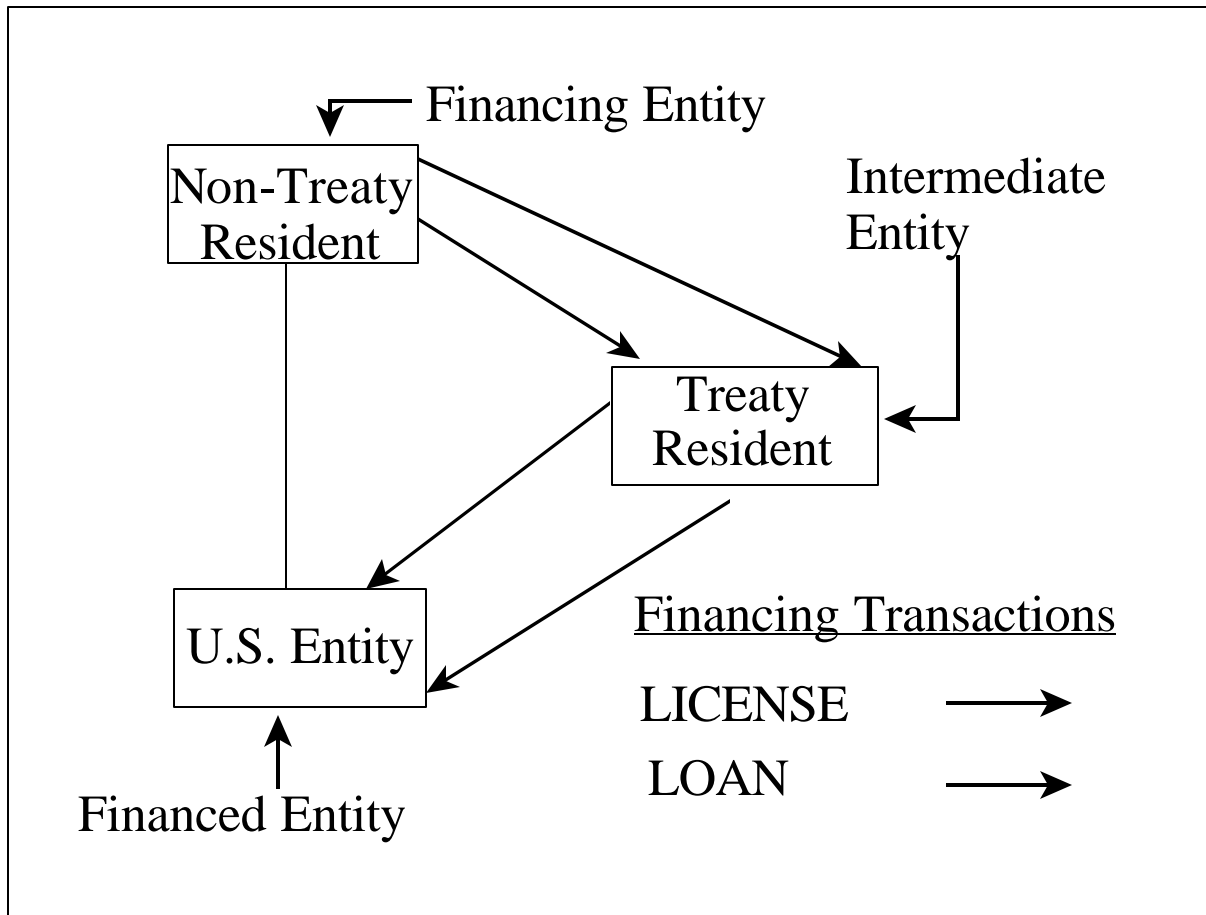 Financing Entity
Non-Treaty
Resident
Intermediate
Entity
Treaty
Resident
U.S. Entity
Financing Transactions
LICENSE
LOAN
Financed Entity